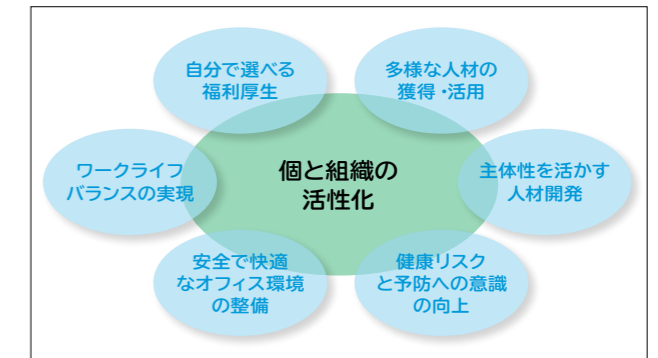 自分で選べる
福利厚生
多様な人材の
獲得・活用
ワークライフ
バランスの実現
個と組織の
活性化
主体性を活かす
人材開発
安全で快適
なオフィス環境
の整備
健康リスク
と予防への意識
の向上